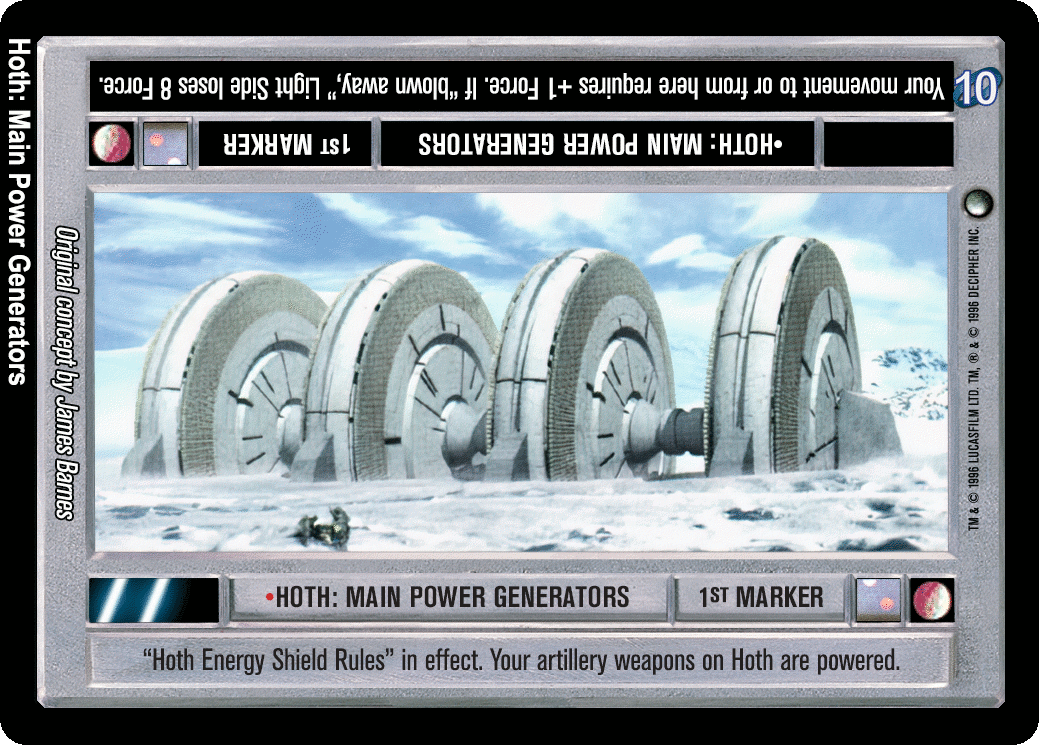 Hoth: Main Power Generators
Your movement to or from here requires +1 Force. If "blown away," Light Side loses 8 Force.
10
•HOTH: MAIN POWER GENERATORS
1ST MARKER
Original concept by James Barnes
TM & © 1996 LUCASFILM LTD. TM, ® & © 1996 DECIPHER INC.
•HOTH: MAIN POWER GENERATORS
1ST MARKER
“Hoth Energy Shield Rules” in effect. Your artillery weapons on Hoth are powered.